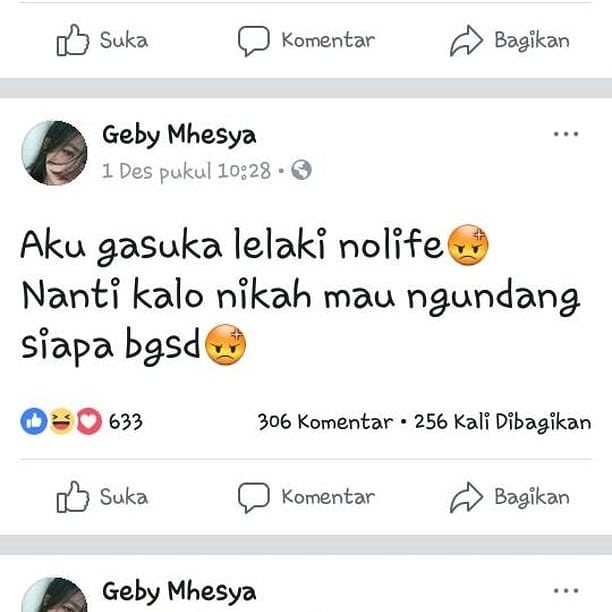 Suka Komentar Bagikan
Geby Mhesya
1 Des pukul 10:28 •
Aku gasuka lelaki nolife😡
Nanti kalo nikah mau ngundang
siapa bgsd😡
633 306 Komentar • 256 Kali Dibagikan
Suka Komentar Bagikan
Geby Mhesya